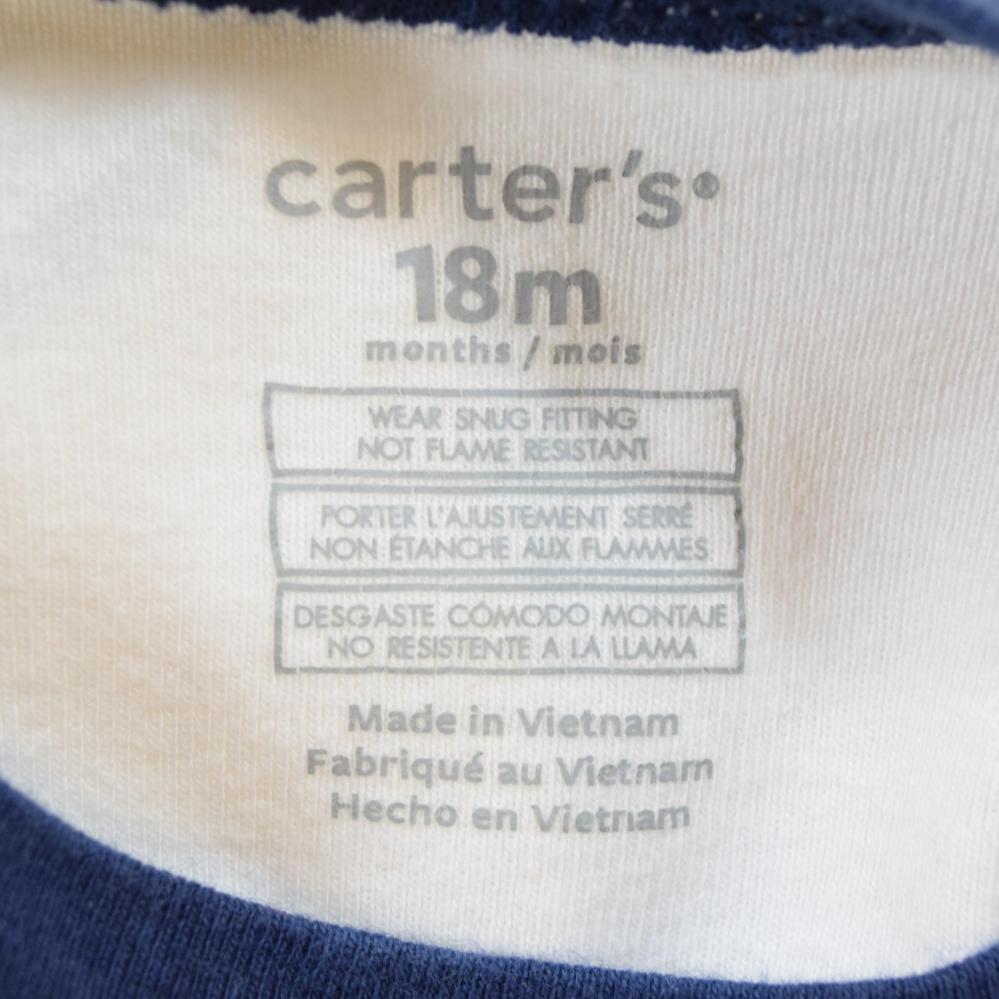 carter's®
18m
months / mois
WEAR SNUG FITTING
NOT FLAME RESISTANT
PORTER L'AJUSTEMENT SERRÉ
NON ÉTANCHE AUX FLAMMES
DESGASTE CÓMODO MONTAJE
NO RESISTENTE A LA LLAMA
Made in Vietnam
Fabriqué au Vietnam
Hecho en Vietnam